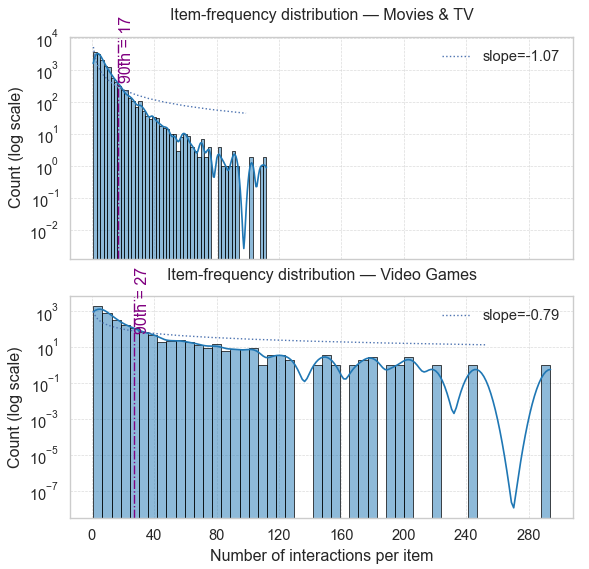 Item-frequency distribution — Movies & TV
90th = 17
slope=-1.07
Count (log scale)
10^4
10^3
10^2
10^1
10^0
10^−1
10^−2
Item-frequency distribution — Video Games
90th = 27
slope=-0.79
Count (log scale)
10^3
10^1
10^−1
10^−3
10^−5
10^−7
0 40 80 120 160 200 240 280
Number of interactions per item